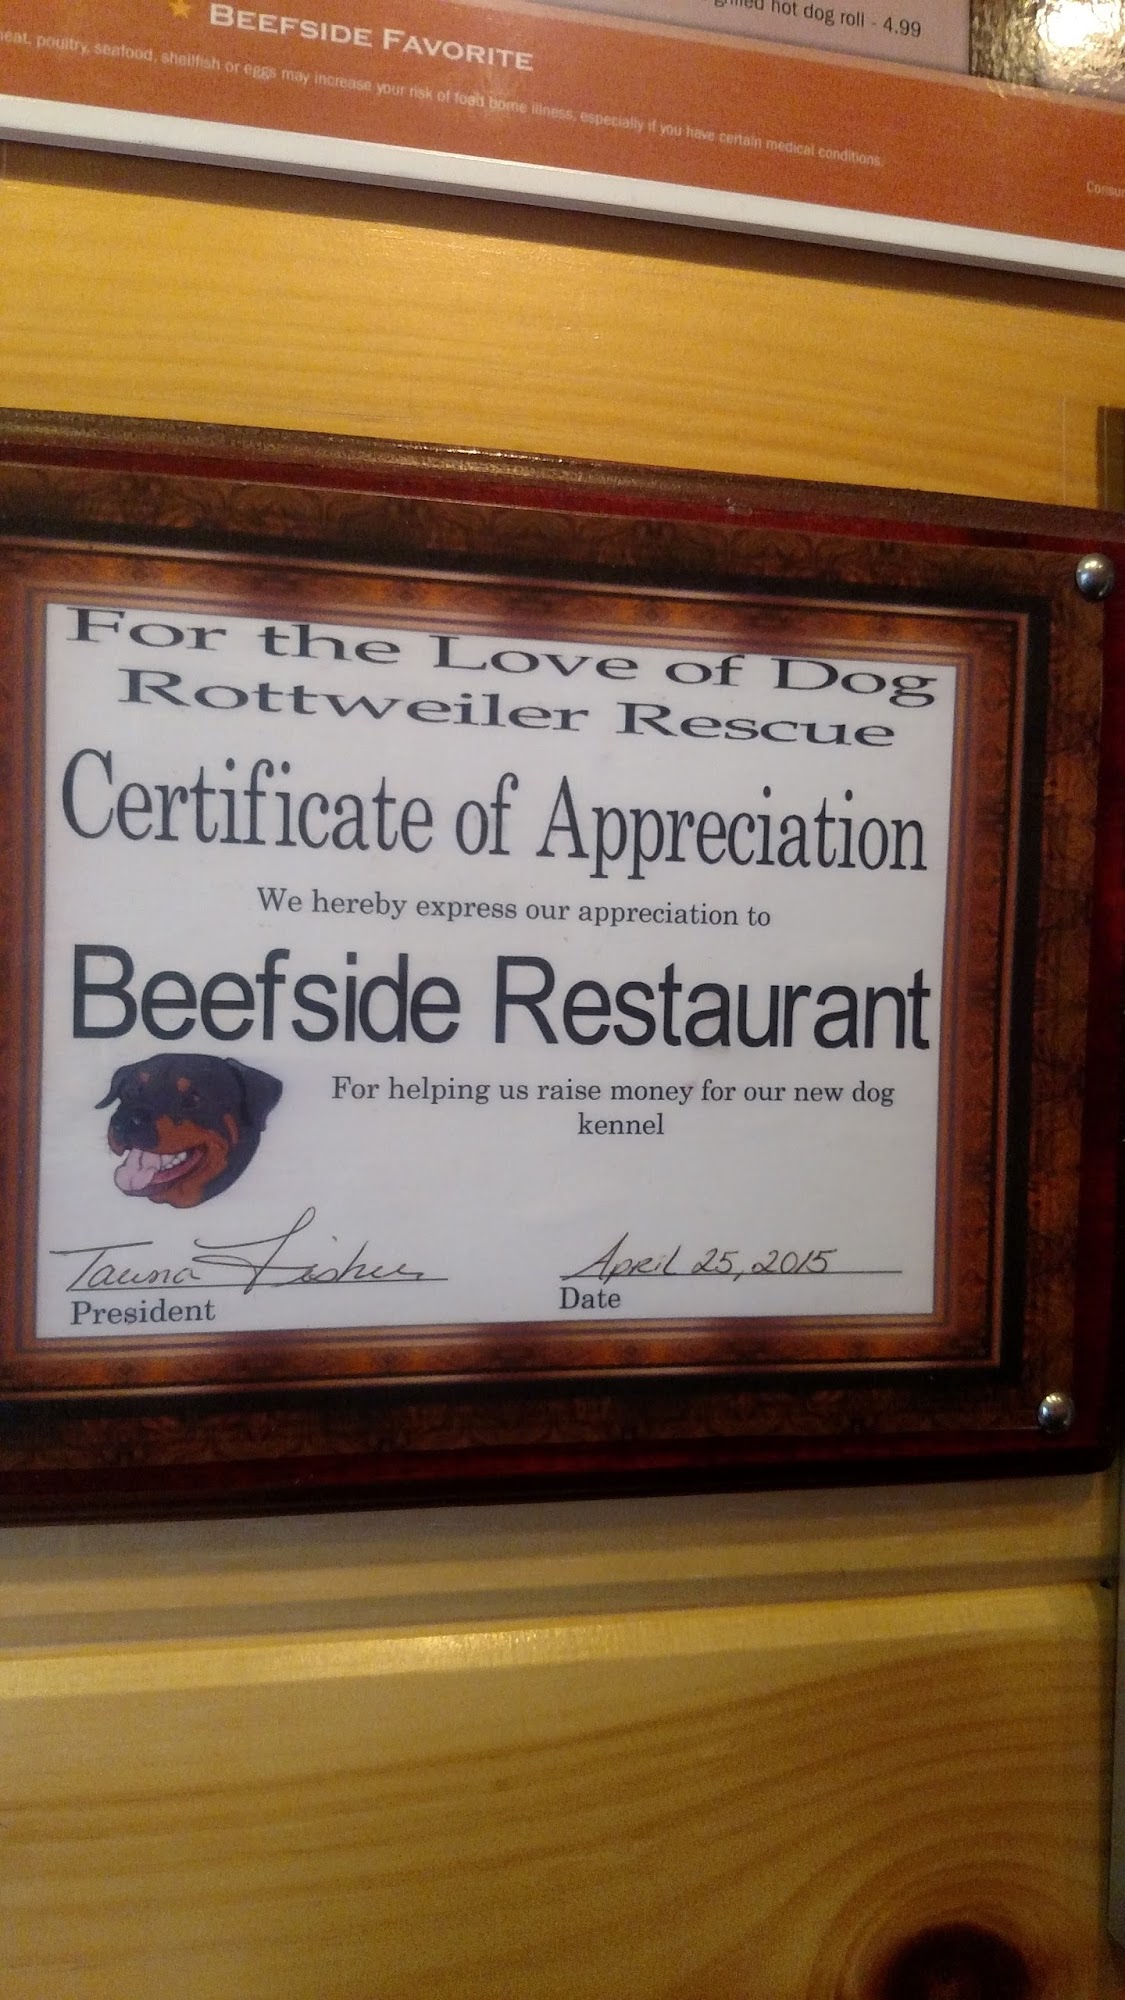 grilled hot dog roll - 4.99
★ BEEFSIDE FAVORITE
meat, poultry, seafood, shellfish or eggs may increase your risk of food borne illness, especially if you have certain medical conditions.
For the Love of Dog
Rottweiler Rescue
Certificate of Appreciation
We hereby express our appreciation to
Beefside Restaurant
For helping us raise money for our new dog
kennel
Tawna Fisher
April 25, 2015
President
Date